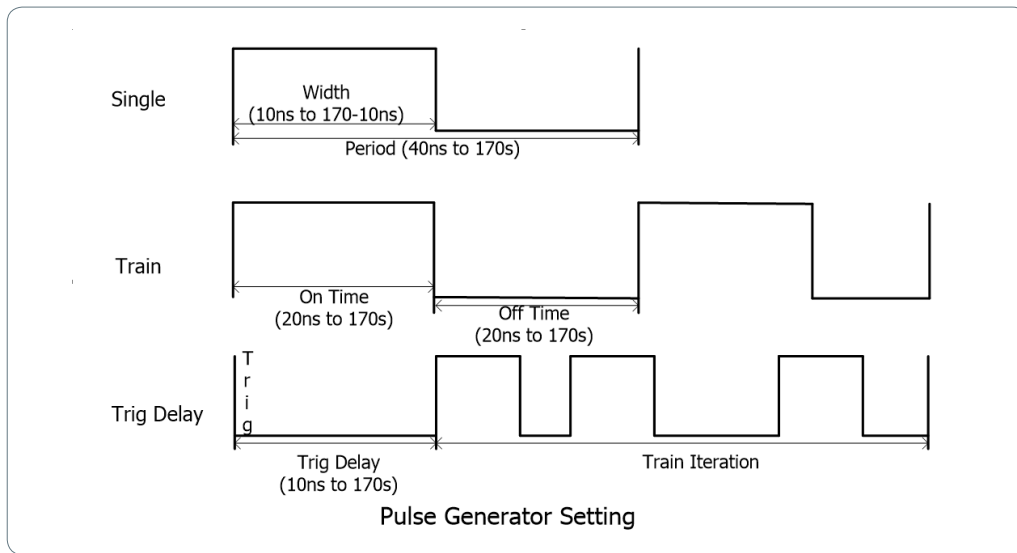 Single
Width
(10ns to 170-10ns)
Period (40ns to 170s)
Train
On Time
(20ns to 170s)
Off Time
(20ns to 170s)
Trig Delay
Trig
Trig Delay
(10ns to 170s)
Train Iteration
Pulse Generator Setting